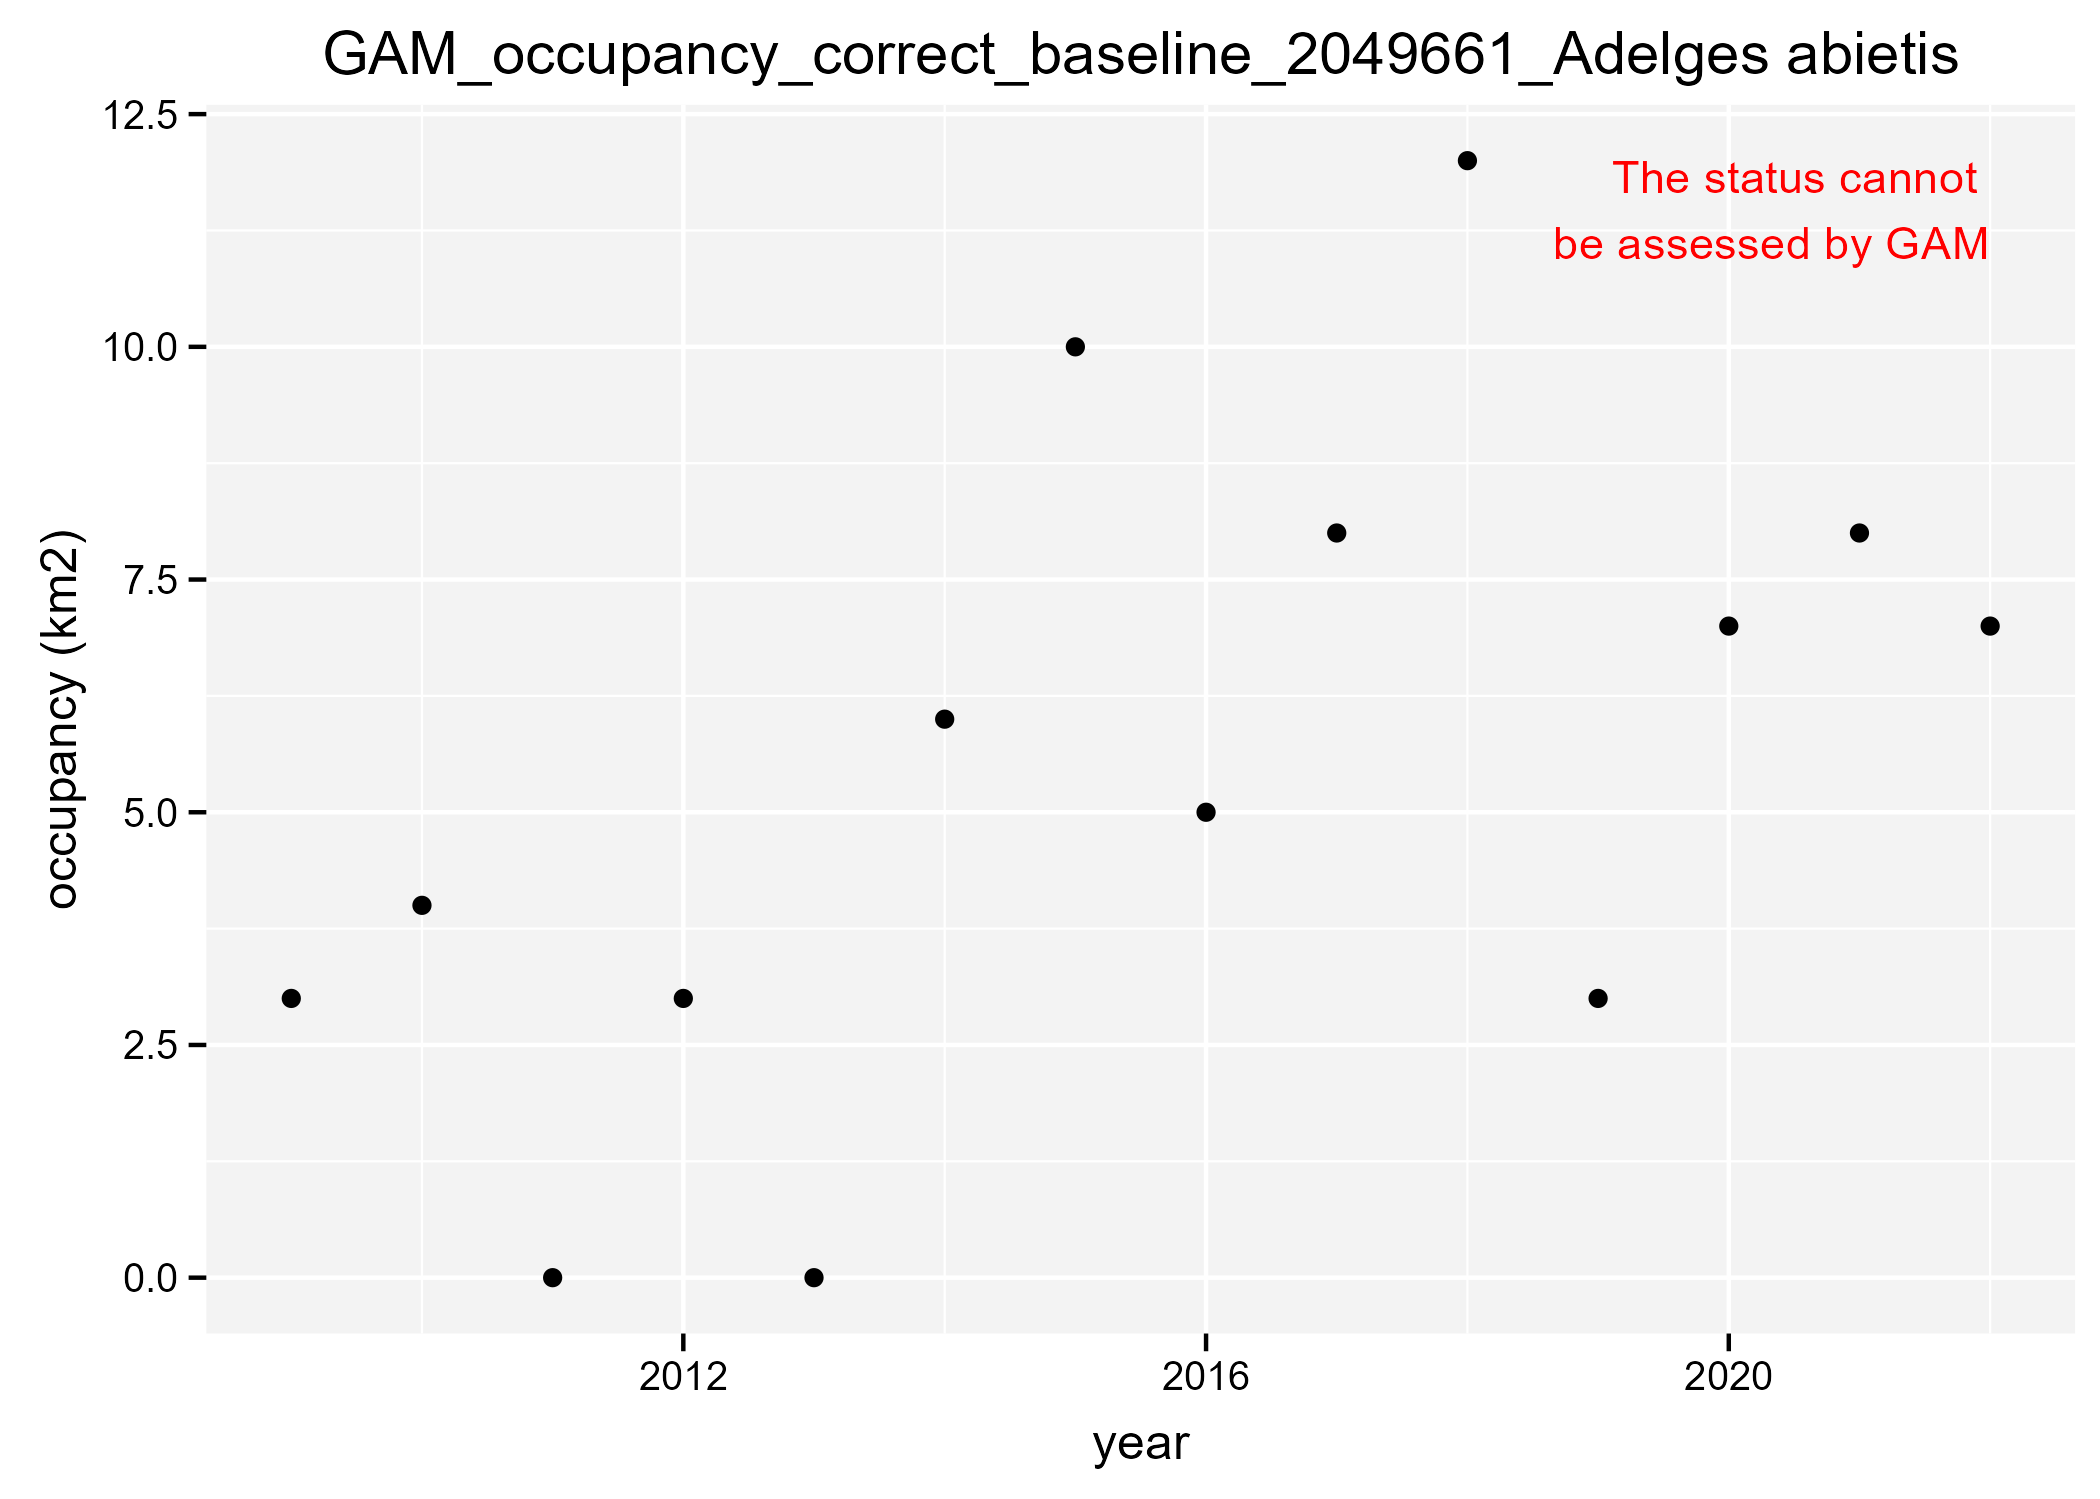 GAM_occupancy_correct_baseline_2049661_Adelges abietis
12.5
10.0
7.5
5.0
2.5
0.0
occupancy (km2)
The status cannot
be assessed by GAM
2012
2016
2020
year